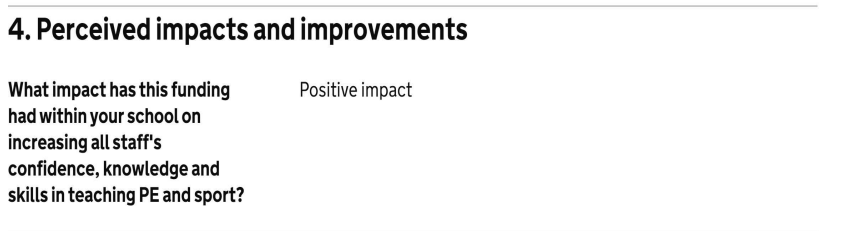 4. Perceived impacts and improvements
What impact has this funding
Positive impact
had within your school on
increasing all staff's
confidence, knowledge and
skills in teaching PE and sport?